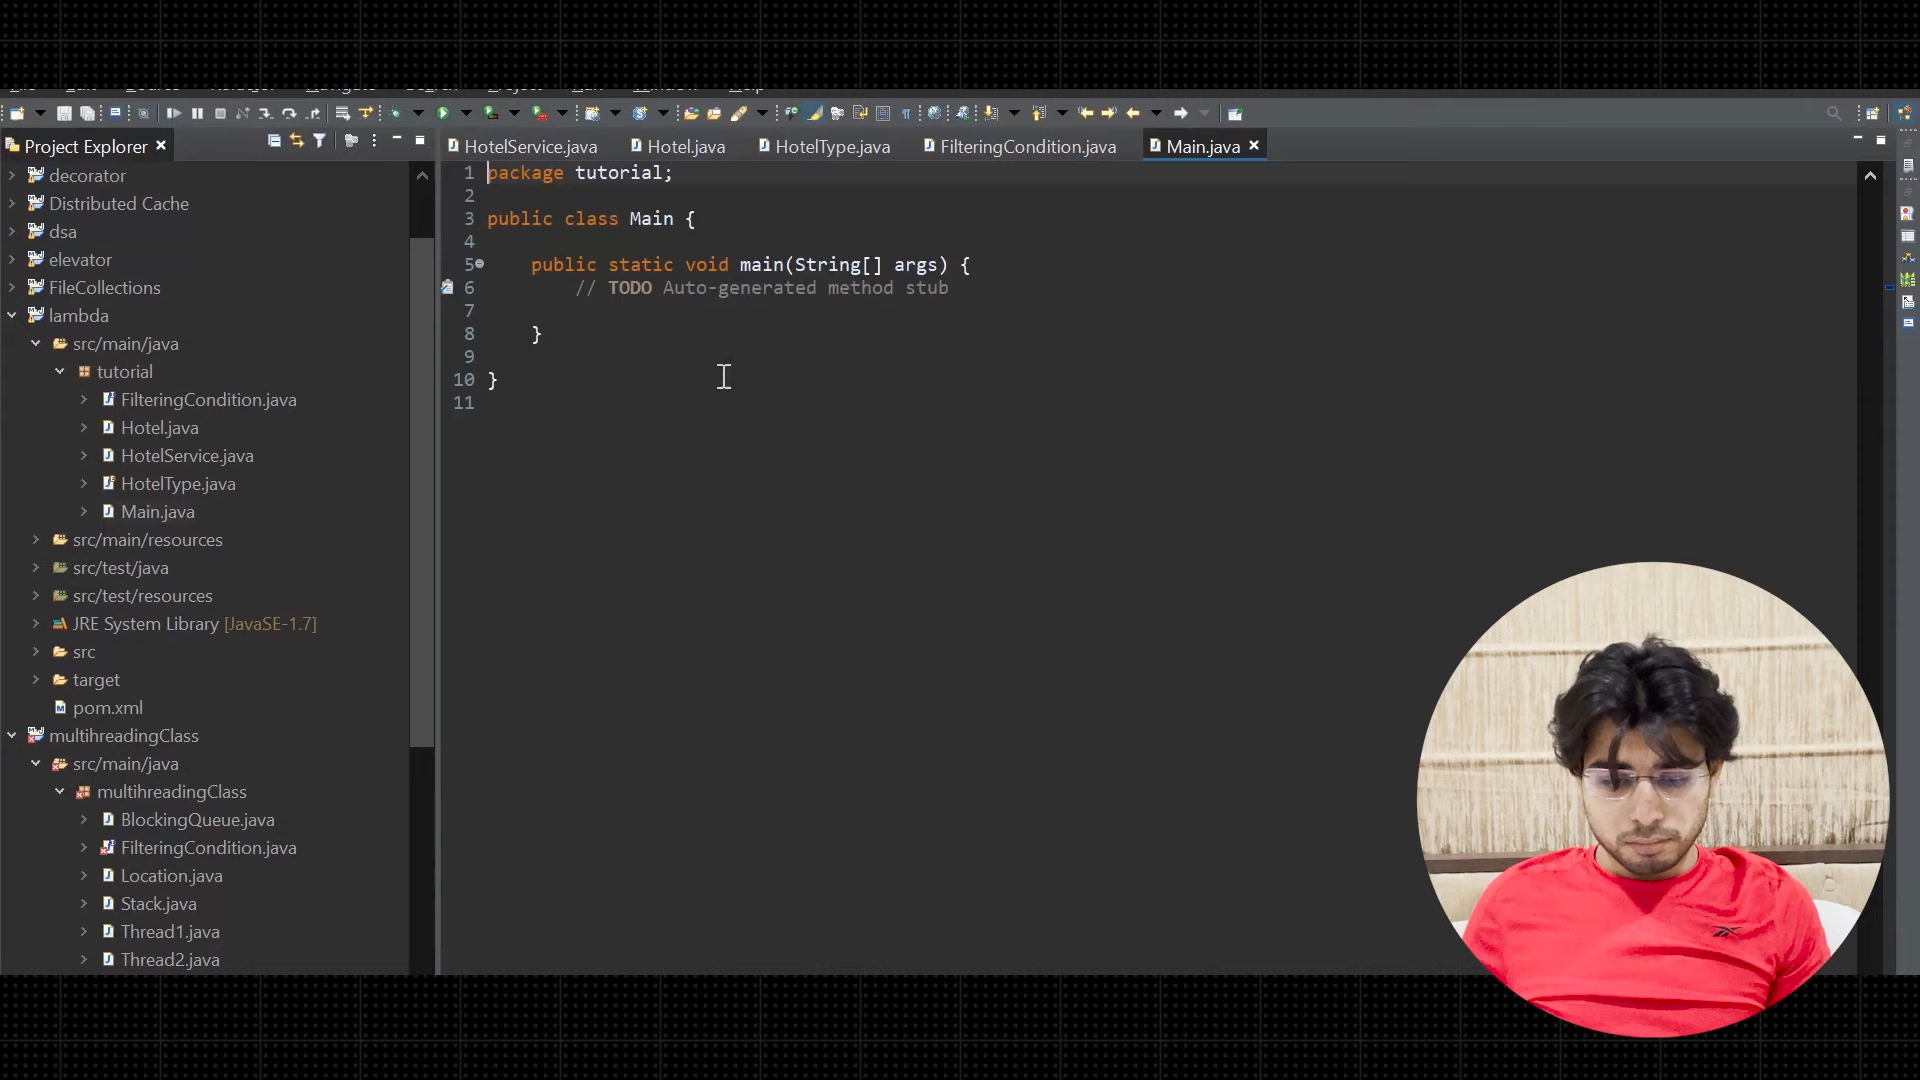 Project Explorer
decorator
Distributed Cache
dsa
elevator
FileCollections
lambda
src/main/java
tutorial
FilteringCondition.java
Hotel.java
HotelService.java
HotelType.java
Main.java
src/main/resources
src/test/java
src/test/resources
JRE System Library [JavaSE-1.7]
src
target
pom.xml
multihreadingClass
src/main/java
multihreadingClass
BlockingQueue.java
FilteringCondition.java
Location.java
Stack.java
Thread1.java
Thread2.java
HotelService.java Hotel.java HotelType.java FilteringCondition.java Main.java
1 package tutorial;
2
3 public class Main {
4
5 public static void main(String[] args) {
6 // TODO Auto-generated method stub
7
8 }
9
10 }
11